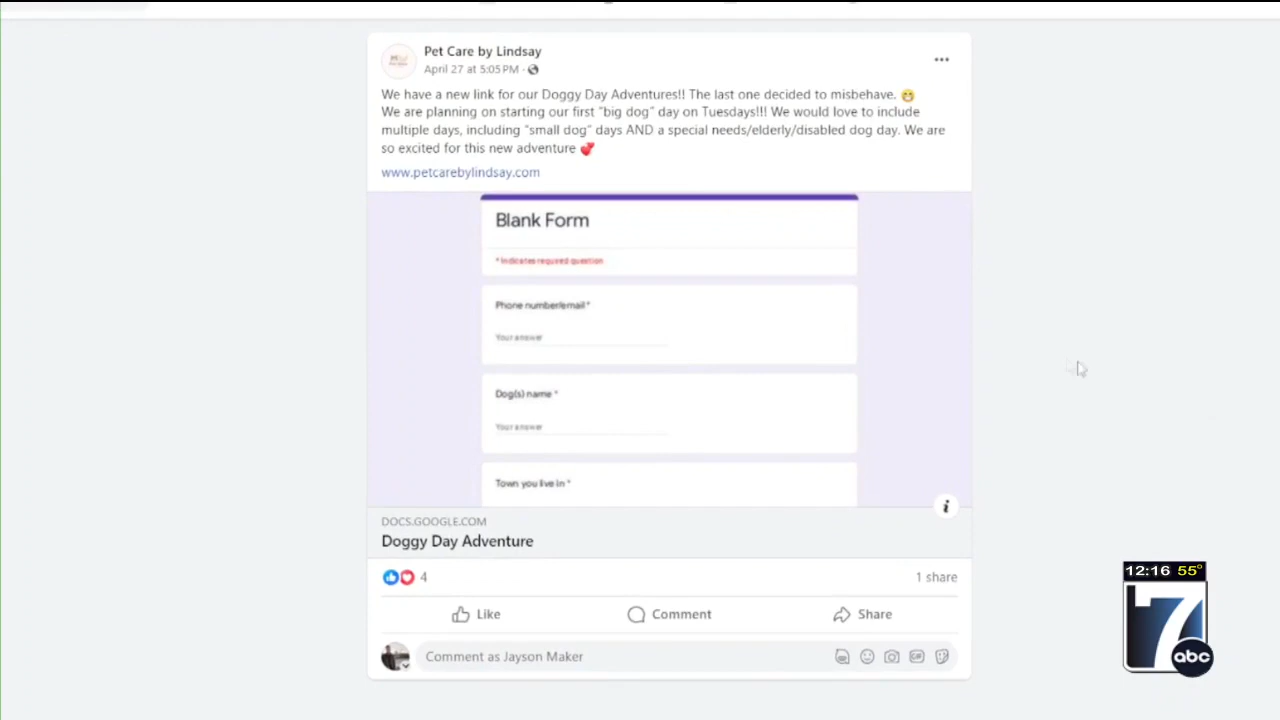 Pet Care by Lindsay
April 27 at 5:05 PM ·
We have a new link for our Doggy Day Adventures!! The last one decided to misbehave. 😁
We are planning on starting our first "big dog" day on Tuesdays!!! We would love to include
multiple days, including "small dog" days AND a special needs/elderly/disabled dog day. We are
so excited for this new adventure 💕
www.petcarebylindsay.com
Blank Form
* Indicates required question
Phone number/email *
Your answer
Dog(s) name *
Your answer
Town you live in *
DOCS.GOOGLE.COM
Doggy Day Adventure
4
1 share
Like
Comment
Share
Comment as Jayson Maker
GIF
12:16 55°
7
abc